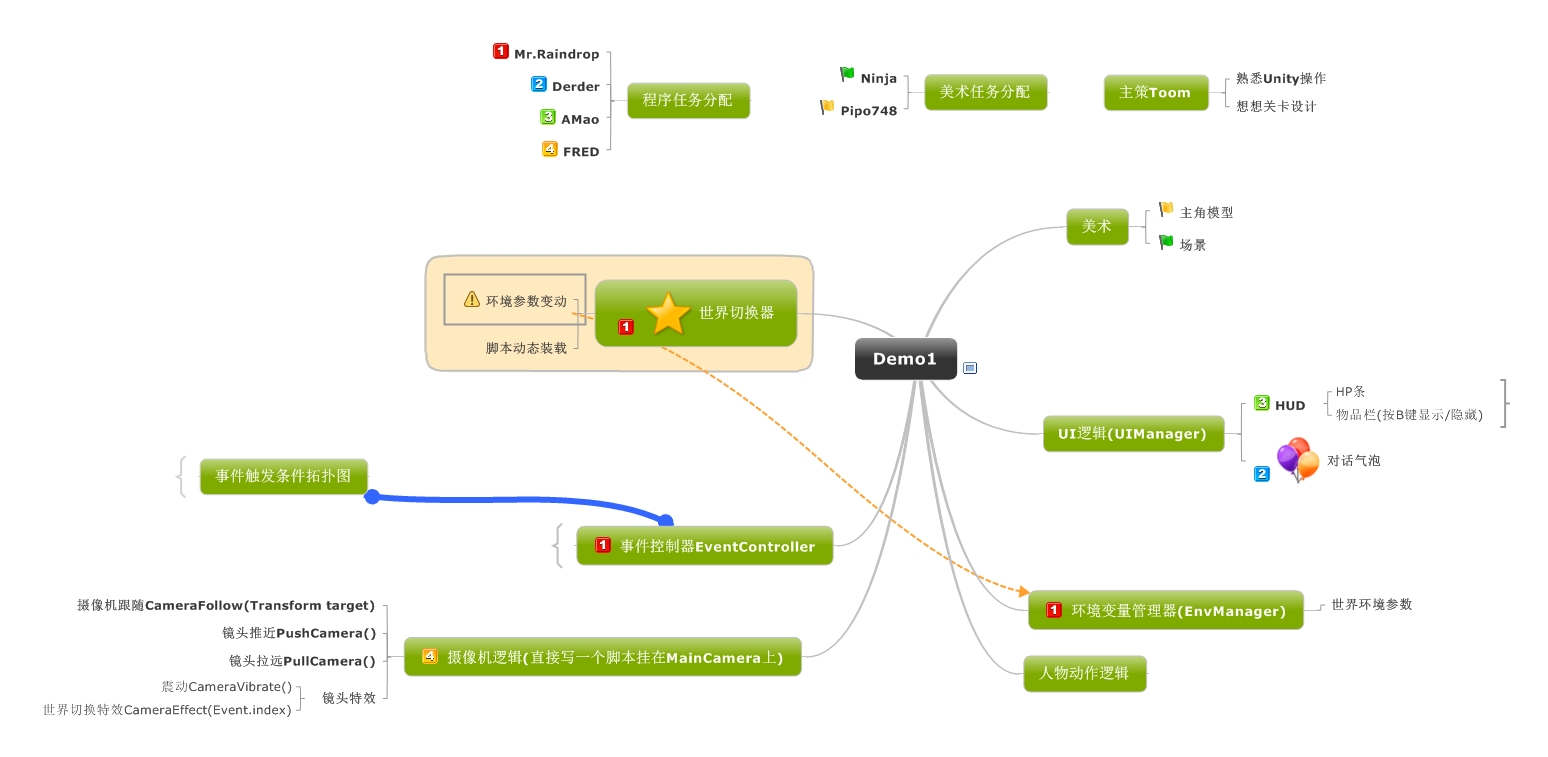 1 Mr.Raindrop
2 Derder
3 AMao
4 FRED
程序任务分配
Ninja
Pipo748
美术任务分配
主策Toom
熟悉Unity操作
想想关卡设计
美术
主角模型
场景
环境参数变动
脚本动态装载
1 世界切换器
Demo1
UI逻辑(UIManager)
3 HUD
HP条
物品栏(按B键显示/隐藏)
2 对话气泡
事件触发条件拓扑图
1 事件控制器EventController
1 环境变量管理器(EnvManager)
世界环境参数
摄像机跟随CameraFollow(Transform target)
镜头推近PushCamera()
镜头拉远PullCamera()
镜头特效
震动CameraVibrate()
世界切换特效CameraEffect(Event.index)
4 摄像机逻辑(直接写一个脚本挂在MainCamera上)
人物动作逻辑